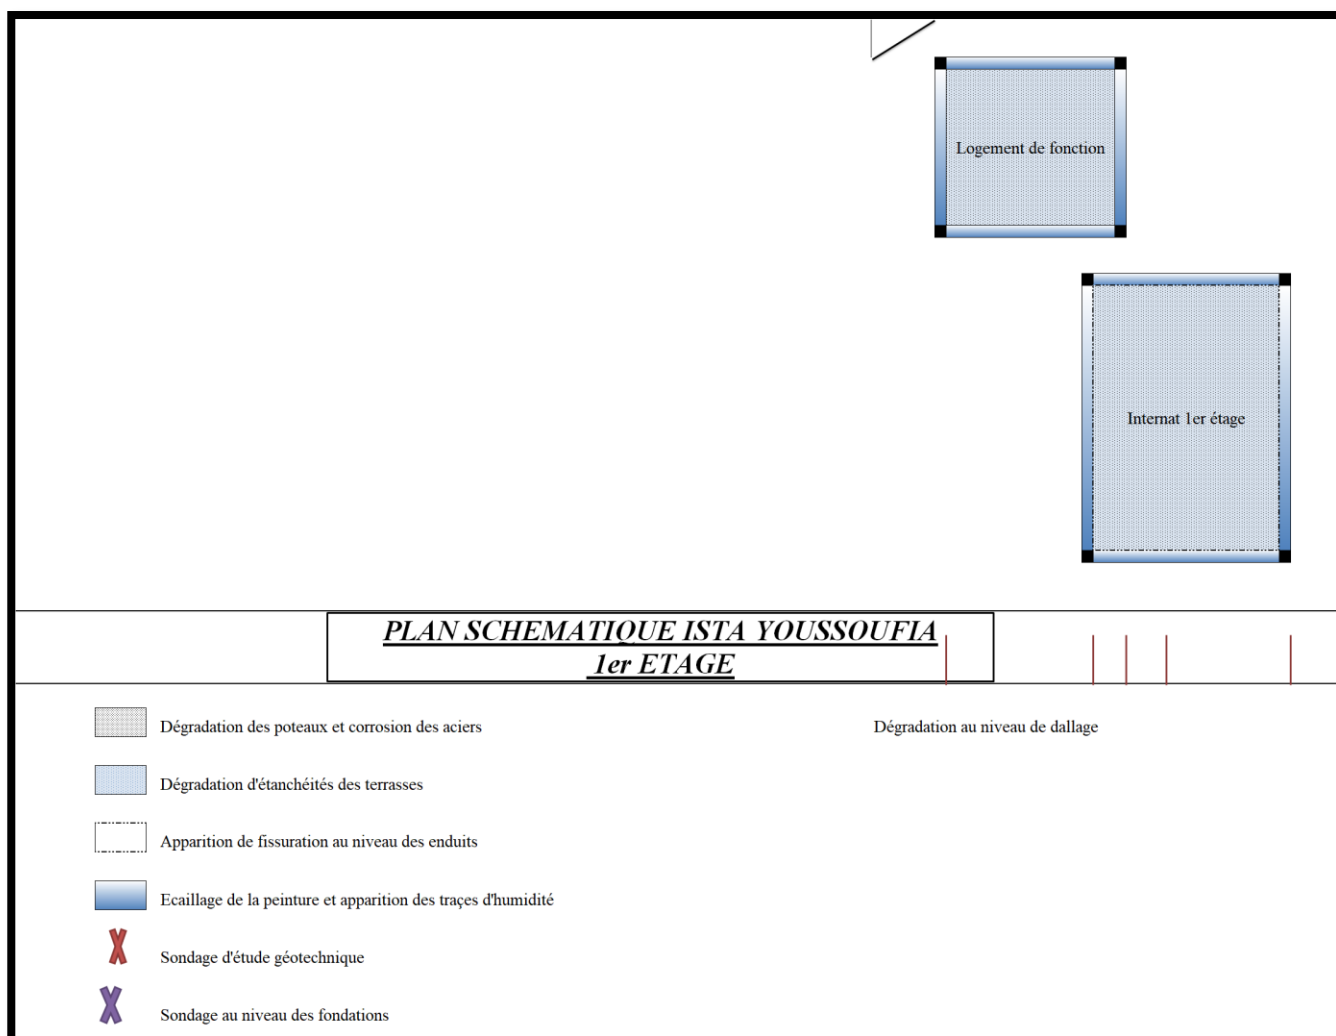 Logement de fonction
Internat 1er étage
PLAN SCHEMATIQUE ISTA YOUSSOUFIA
1er ETAGE
Dégradation des poteaux et corrosion des aciers
Dégradation au niveau de dallage
Dégradation d'étanchéités des terrasses
Apparition de fissuration au niveau des enduits
Ecaillage de la peinture et apparition des traçes d'humidité
Sondage d'étude géotechnique
Sondage au niveau des fondations